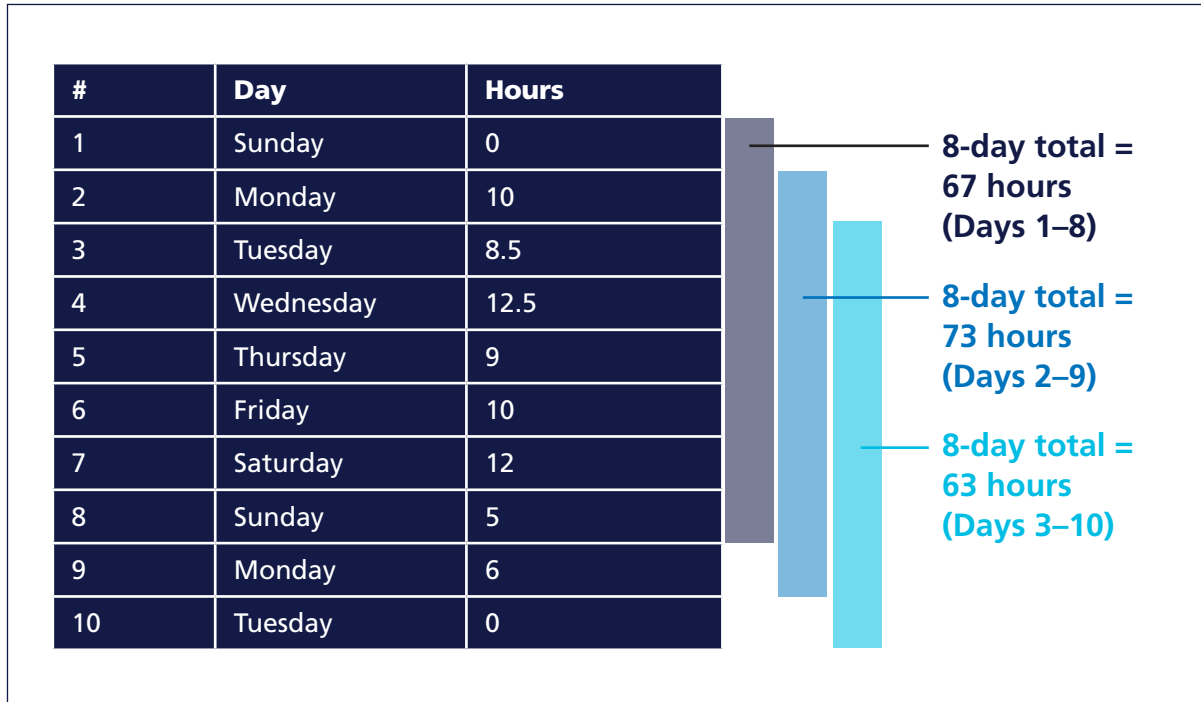 # Day Hours
1 Sunday 0
2 Monday 10
3 Tuesday 8.5
4 Wednesday 12.5
5 Thursday 9
6 Friday 10
7 Saturday 12
8 Sunday 5
9 Monday 6
10 Tuesday 0
8-day total =
67 hours
(Days 1–8)
8-day total =
73 hours
(Days 2–9)
8-day total =
63 hours
(Days 3–10)